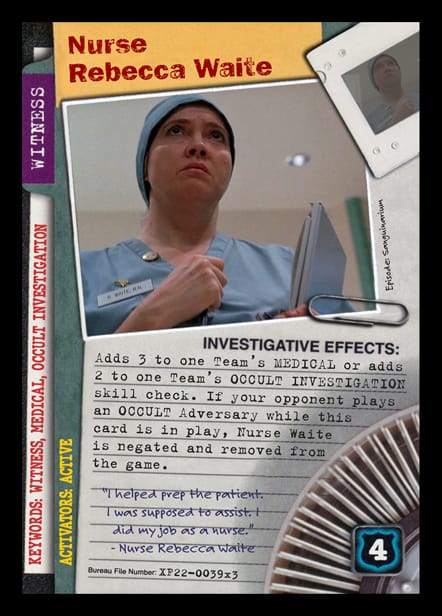 Nurse
Rebecca Waite
WITNESS
R. WAITE, R.N.
Episode: Sanguinarium
KEYWORDS: WITNESS, MEDICAL, OCCULT INVESTIGATION
ACTIVATORS: ACTIVE
INVESTIGATIVE EFFECTS:
Adds 3 to one Team's MEDICAL or adds
2 to one Team's OCCULT INVESTIGATION
skill check. If your opponent plays
an OCCULT Adversary while this
card is in play, Nurse Waite
is negated and removed from
the game.
"I helped prep the patient.
I was supposed to assist. I
did my job as a nurse."
- Nurse Rebecca Waite
Bureau File Number: XF22-0039x3
4